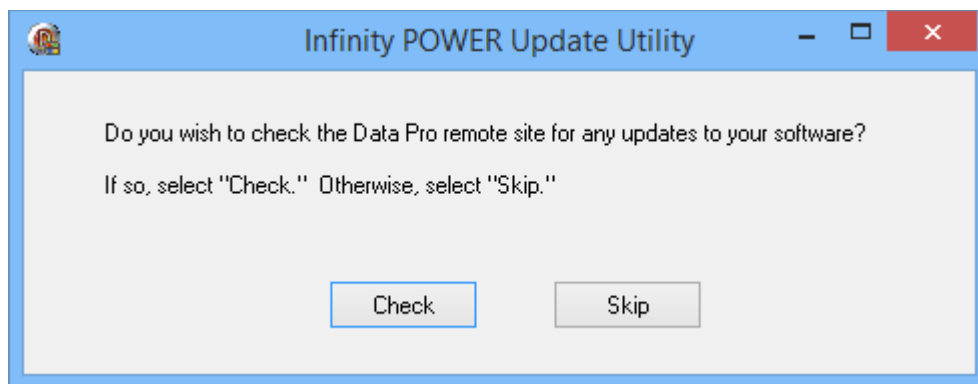 Infinity POWER Update Utility
Do you wish to check the Data Pro remote site for any updates to your software?
If so, select "Check." Otherwise, select "Skip."
Check
Skip